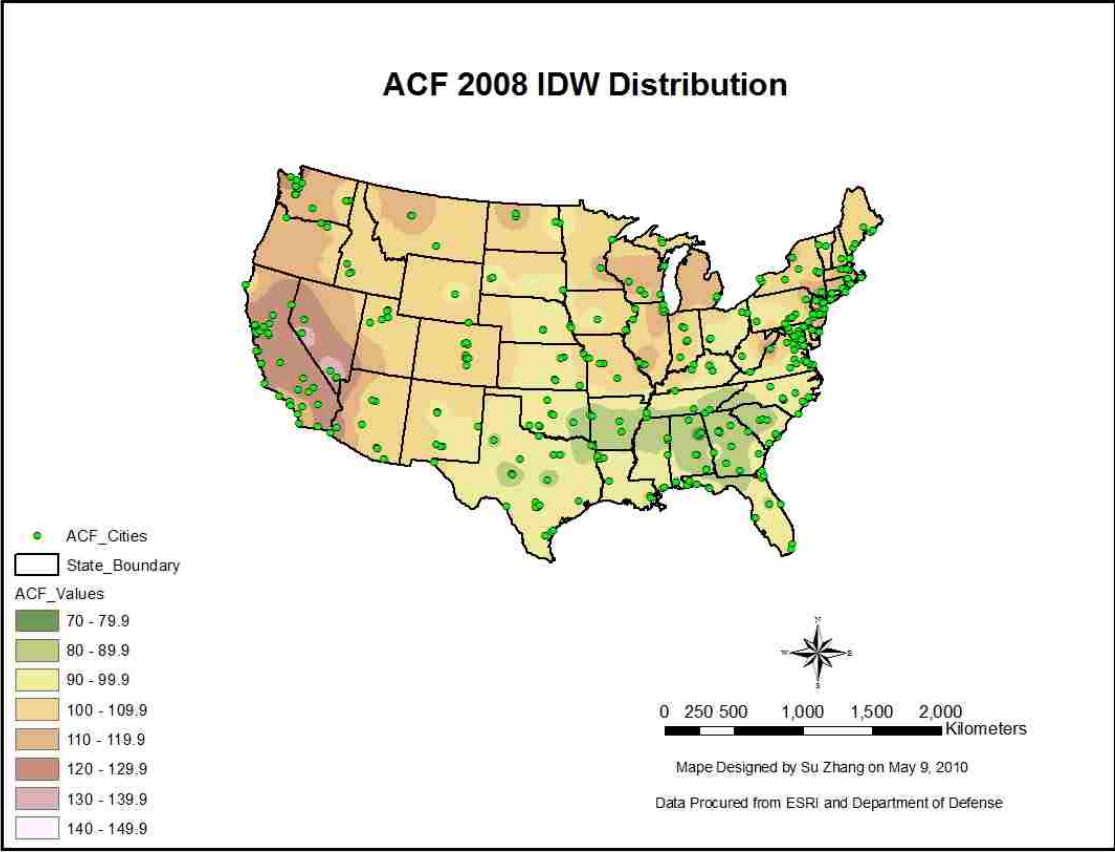 ACF 2008 IDW Distribution
ACF_Cities
State_Boundary
ACF_Values
70 - 79.9
80 - 89.9
90 - 99.9
100 - 109.9
110 - 119.9
120 - 129.9
130 - 139.9
140 - 149.9
N
W E
S
0 250 500 1,000 1,500 2,000
Kilometers
Mape Designed by Su Zhang on May 9, 2010
Data Procured from ESRI and Department of Defense